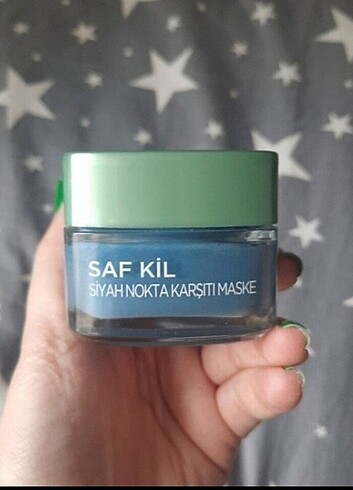 SAF KİL
SİYAH NOKTA KARŞITI MASKE